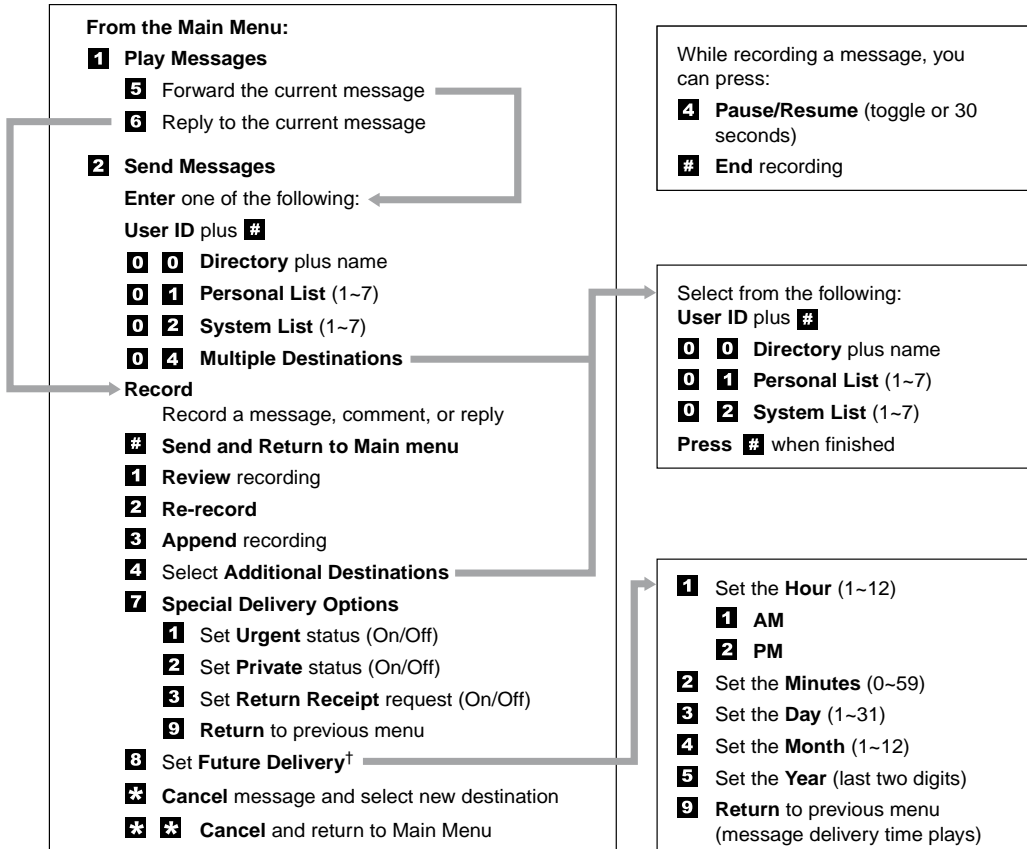 From the Main Menu:
1 Play Messages
5 Forward the current message
6 Reply to the current message
2 Send Messages
Enter one of the following:
User ID plus #
0 0 Directory plus name
0 1 Personal List (1~7)
0 2 System List (1~7)
0 4 Multiple Destinations
Record
Record a message, comment, or reply
# Send and Return to Main menu
1 Review recording
2 Re-record
3 Append recording
4 Select Additional Destinations
7 Special Delivery Options
1 Set Urgent status (On/Off)
2 Set Private status (On/Off)
3 Set Return Receipt request (On/Off)
9 Return to previous menu
8 Set Future Delivery†
* Cancel message and select new destination
* * Cancel and return to Main Menu
While recording a message, you
can press:
4 Pause/Resume (toggle or 30
seconds)
# End recording
Select from the following:
User ID plus #
0 0 Directory plus name
0 1 Personal List (1~7)
0 2 System List (1~7)
Press # when finished
1 Set the Hour (1~12)
1 AM
2 PM
2 Set the Minutes (0~59)
3 Set the Day (1~31)
4 Set the Month (1~12)
5 Set the Year (last two digits)
9 Return to previous menu
(message delivery time plays)